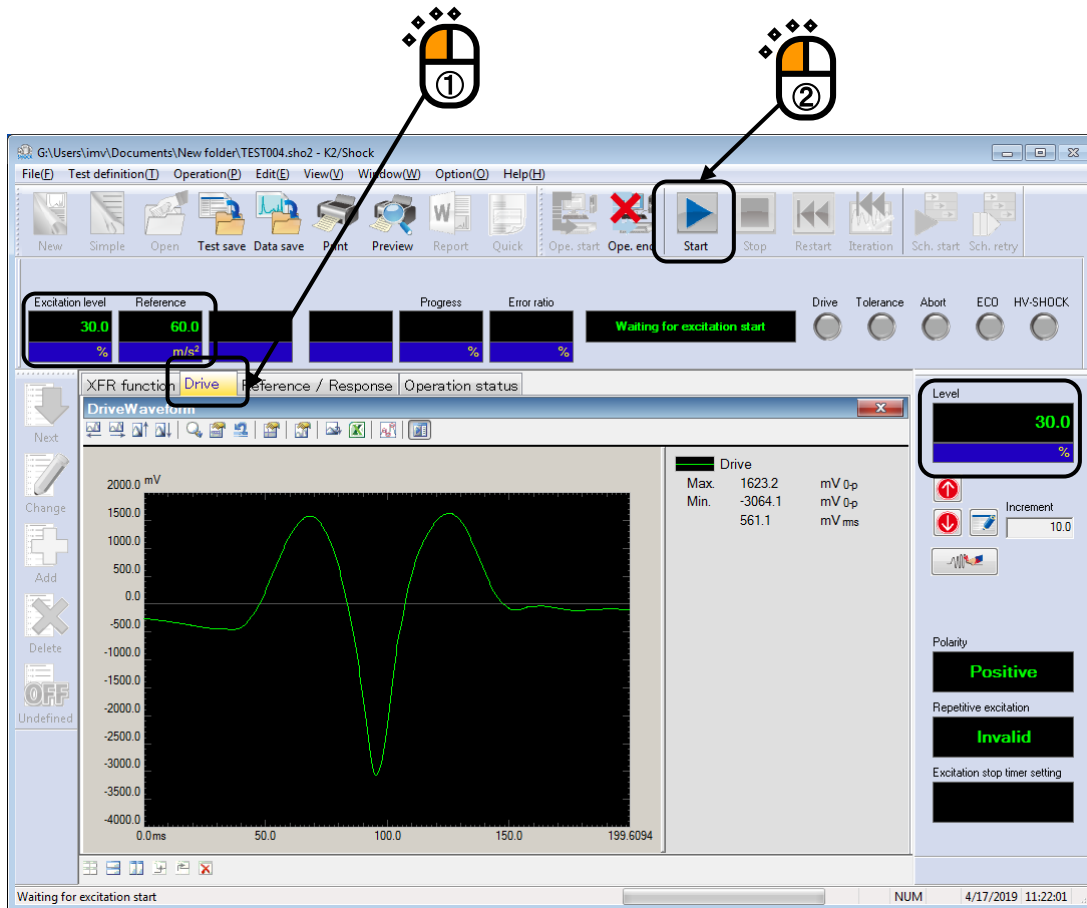 ①
②
G:\Users\imv\Documents\New folder\TEST004.sho2 - K2/Shock
File(F) Test definition(T) Operation(P) Edit(E) View(V) Window(W) Option(O) Help(H)
New Simple Open Test save Data save Print Preview Report Quick Ope. start Ope. end Start Stop Restart Iteration Sch. start Sch. retry
Excitation level Reference Progress Error ratio Drive Tolerance Abort ECO HV-SHOCK
30.0 60.0 Waiting for excitation start
% m/s² % %
XFR function Drive Reference / Response Operation status
DriveWaveform
Next
Change
Add
Delete
OFF
Undefined
2000.0 mV
1500.0
1000.0
500.0
0.0
-500.0
-1000.0
-1500.0
-2000.0
-2500.0
-3000.0
-3500.0
-4000.0
0.0ms 50.0 100.0 150.0 199.6094
Drive
Max. 1623.2 mV 0-p
Min. -3064.1 mV 0-p
561.1 mV rms
Level
30.0
%
Increment
10.0
Polarity
Positive
Repetitive excitation
Invalid
Excitation stop timer setting
Waiting for excitation start NUM 4/17/2019 11:22:01